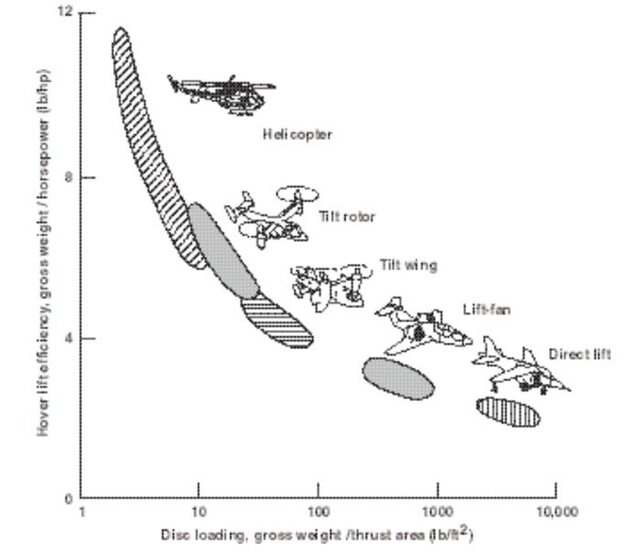 12
Helicopter
8
Tilt rotor
Tilt wing
Lift-fan
4
Direct lift
0
1 10 100 1000 10,000
Hover lift efficiency, gross weight / horsepower (lb/hp)
Disc loading, gross weight /thrust area (lb/ft2)